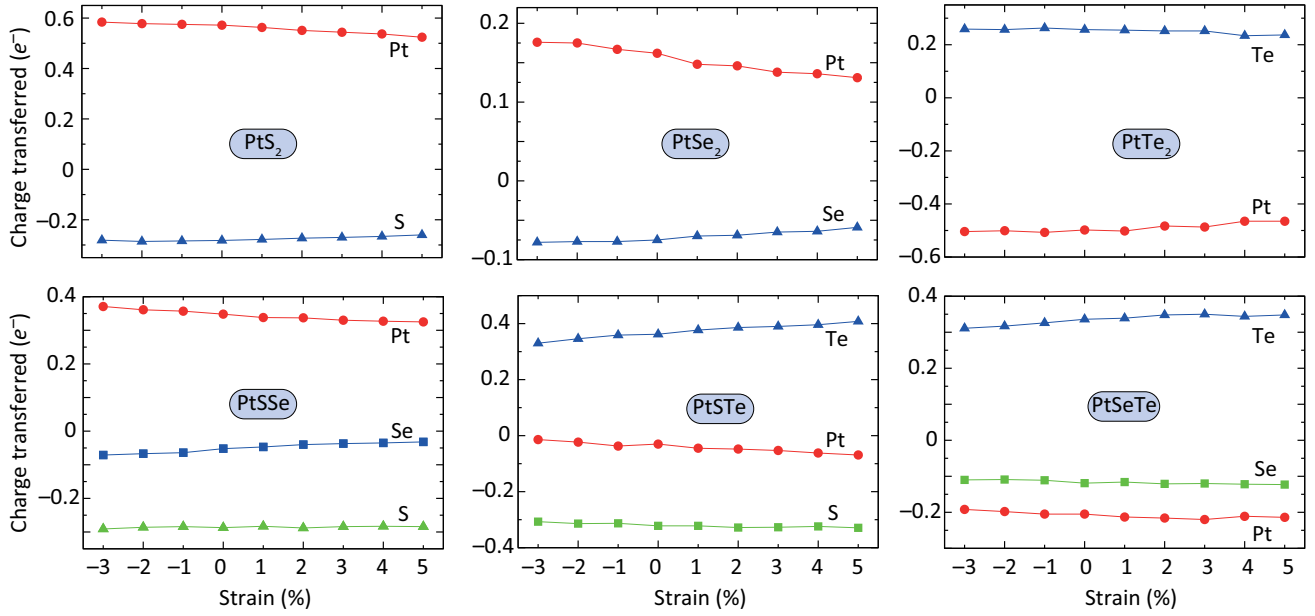 Charge transferred (e⁻)
0.6
0.4
0.2
0
−0.2
Pt
PtS₂
S
0.2
0.1
0
−0.1
Pt
PtSe₂
Se
0.2
0
−0.2
−0.4
−0.6
Te
PtTe₂
Pt
Charge transferred (e⁻)
0.4
0.2
0
−0.2
Pt
PtSSe
Se
S
−3 −2 −1 0 1 2 3 4 5
Strain (%)
0.4
0.2
0
−0.2
−0.4
Te
PtSTe
Pt
S
−3 −2 −1 0 1 2 3 4 5
Strain (%)
0.4
0.2
0
−0.2
Te
PtSeTe
Se
Pt
−3 −2 −1 0 1 2 3 4 5
Strain (%)